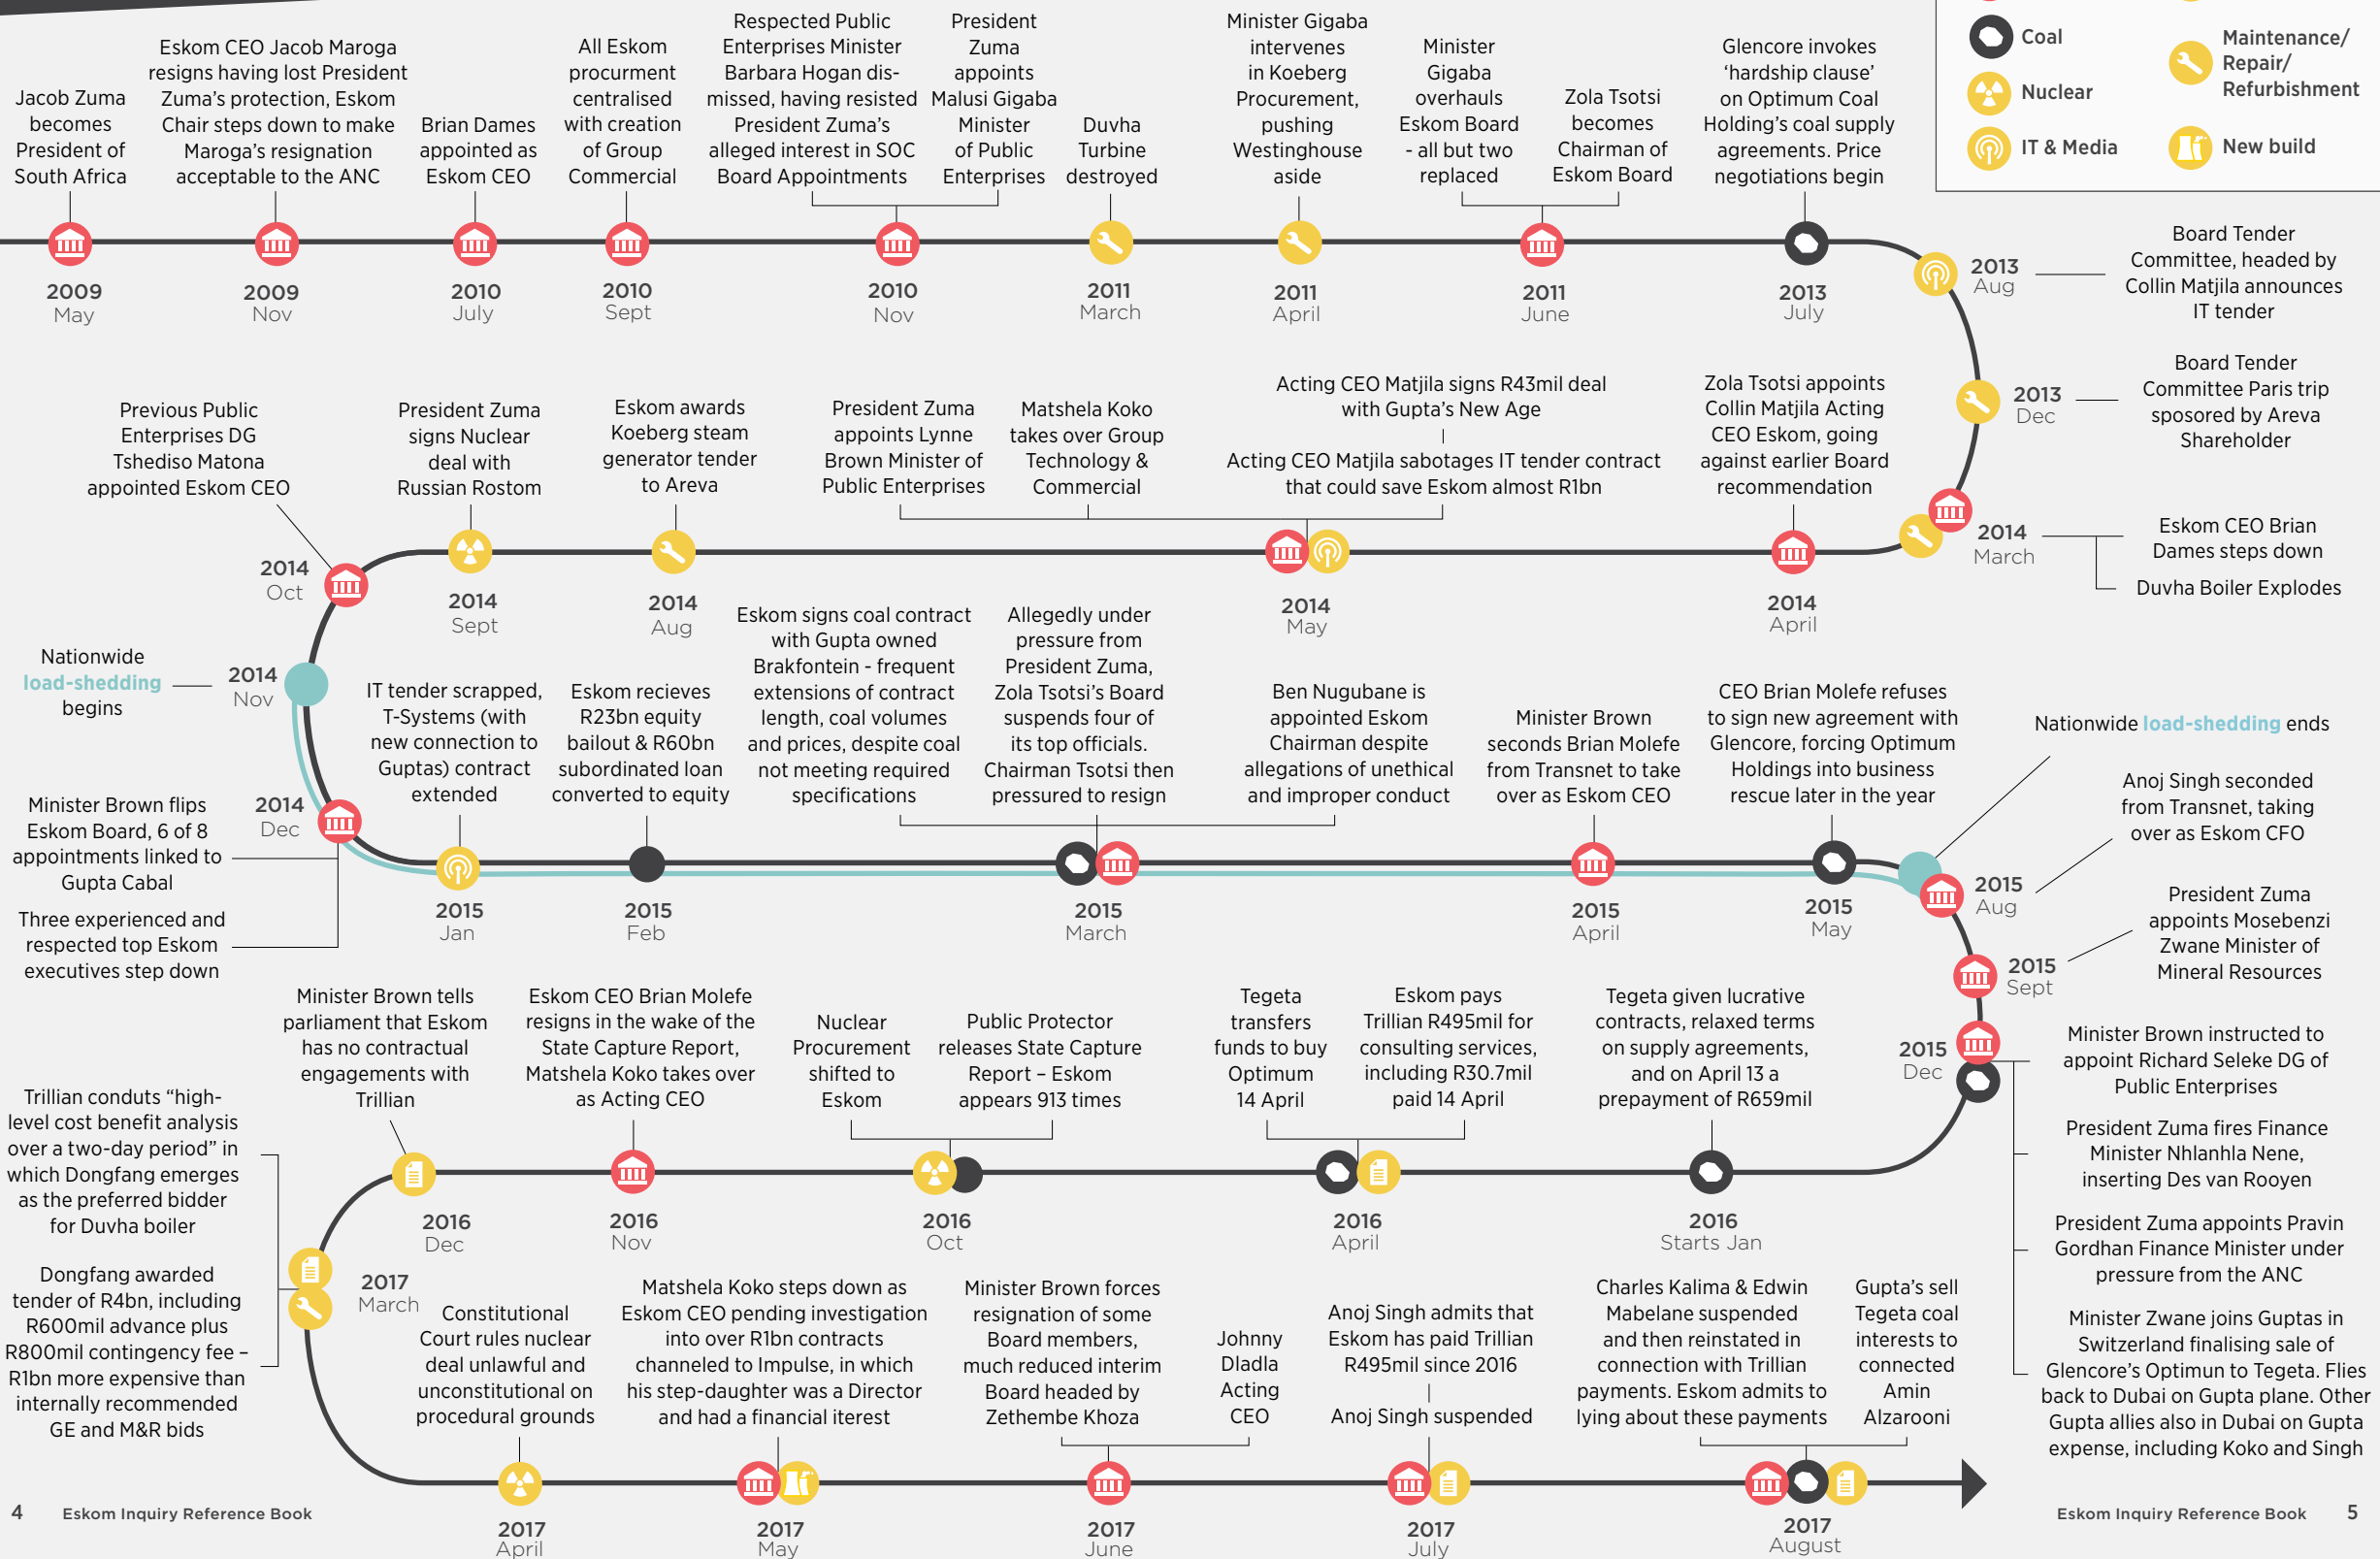 Jacob Zuma
becomes
President of
South Africa
2009
May
Eskom CEO Jacob Maroga
resigns having lost President
Zuma’s protection, Eskom
Chair steps down to make
Maroga’s resignation
acceptable to the ANC
2009
Nov
Brian Dames
appointed as
Eskom CEO
2010
July
All Eskom
procurment
centralised
with creation
of Group
Commercial
2010
Sept
Respected Public
Enterprises Minister
Barbara Hogan dis-
missed, having resisted
President Zuma’s
alleged interest in SOC
Board Appointments
President
Zuma
appoints
Malusi Gigaba
Minister
of Public
Enterprises
2010
Nov
Duvha
Turbine
destroyed
2011
March
Minister Gigaba
intervenes
in Koeberg
Procurement,
pushing
Westinghouse
aside
2011
April
Minister
Gigaba
overhauls
Eskom Board
- all but two
replaced
Zola Tsotsi
becomes
Chairman of
Eskom Board
2011
June
Glencore invokes
‘hardship clause’
on Optimum Coal
Holding’s coal supply
agreements. Price
negotiations begin
2013
July
Coal
Nuclear
IT & Media
Maintenance/
Repair/
Refurbishment
New build
2013
Aug
Board Tender
Committee, headed by
Collin Matjila announces
IT tender
2013
Dec
Board Tender
Committee Paris trip
sposored by Areva
Shareholder
2014
March
Eskom CEO Brian
Dames steps down
Duvha Boiler Explodes
Zola Tsotsi appoints
Collin Matjila Acting
CEO Eskom, going
against earlier Board
recommendation
2014
April
Acting CEO Matjila signs R43mil deal
with Gupta’s New Age
Acting CEO Matjila sabotages IT tender contract
that could save Eskom almost R1bn
Matshela Koko
takes over Group
Technology &
Commercial
President Zuma
appoints Lynne
Brown Minister of
Public Enterprises
2014
May
Eskom awards
Koeberg steam
generator tender
to Areva
2014
Aug
President Zuma
signs Nuclear
deal with
Russian Rostom
2014
Sept
Previous Public
Enterprises DG
Tshediso Matona
appointed Eskom CEO
2014
Oct
Nationwide
load-shedding
begins
2014
Nov
2014
Dec
Minister Brown flips
Eskom Board, 6 of 8
appointments linked to
Gupta Cabal
Three experienced and
respected top Eskom
executives step down
IT tender scrapped,
T-Systems (with
new connection to
Guptas) contract
extended
2015
Jan
Eskom recieves
R23bn equity
bailout & R60bn
subordinated loan
converted to equity
2015
Feb
Eskom signs coal contract
with Gupta owned
Brakfontein - frequent
extensions of contract
length, coal volumes
and prices, despite coal
not meeting required
specifications
Allegedly under
pressure from
President Zuma,
Zola Tsotsi’s Board
suspends four of
its top officials.
Chairman Tsotsi then
pressured to resign
Ben Nugubane is
appointed Eskom
Chairman despite
allegations of unethical
and improper conduct
2015
March
Minister Brown
seconds Brian Molefe
from Transnet to take
over as Eskom CEO
2015
April
CEO Brian Molefe refuses
to sign new agreement with
Glencore, forcing Optimum
Holdings into business
rescue later in the year
2015
May
Nationwide load-shedding ends
Anoj Singh seconded
from Transnet, taking
over as Eskom CFO
2015
Aug
President Zuma
appoints Mosebenzi
Zwane Minister of
Mineral Resources
2015
Sept
2015
Dec
Minister Brown instructed to
appoint Richard Seleke DG of
Public Enterprises
President Zuma fires Finance
Minister Nhlanhla Nene,
inserting Des van Rooyen
President Zuma appoints Pravin
Gordhan Finance Minister under
pressure from the ANC
Minister Zwane joins Guptas in
Switzerland finalising sale of
Glencore’s Optimun to Tegeta. Flies
back to Dubai on Gupta plane. Other
Gupta allies also in Dubai on Gupta
expense, including Koko and Singh
Tegeta given lucrative
contracts, relaxed terms
on supply agreements,
and on April 13 a
prepayment of R659mil
2016
Starts Jan
Tegeta
transfers
funds to buy
Optimum
14 April
Eskom pays
Trillian R495mil for
consulting services,
including R30.7mil
paid 14 April
2016
April
Nuclear
Procurement
shifted to
Eskom
Public Protector
releases State Capture
Report – Eskom
appears 913 times
2016
Oct
Eskom CEO Brian Molefe
resigns in the wake of the
State Capture Report,
Matshela Koko takes over
as Acting CEO
2016
Nov
Minister Brown tells
parliament that Eskom
has no contractual
engagements with
Trillian
2016
Dec
Trillian conduts “high-
level cost benefit analysis
over a two-day period” in
which Dongfang emerges
as the preferred bidder
for Duvha boiler
Dongfang awarded
tender of R4bn, including
R600mil advance plus
R800mil contingency fee –
R1bn more expensive than
internally recommended
GE and M&R bids
2017
March
Constitutional
Court rules nuclear
deal unlawful and
unconstitutional on
procedural grounds
2017
April
Matshela Koko steps down as
Eskom CEO pending investigation
into over R1bn contracts
channeled to Impulse, in which
his step-daughter was a Director
and had a financial iterest
2017
May
Minister Brown forces
resignation of some
Board members,
much reduced interim
Board headed by
Zethembe Khoza
Johnny
Dladla
Acting
CEO
2017
June
Anoj Singh admits that
Eskom has paid Trillian
R495mil since 2016
Anoj Singh suspended
2017
July
Charles Kalima & Edwin
Mabelane suspended
and then reinstated in
connection with Trillian
payments. Eskom admits to
lying about these payments
Gupta’s sell
Tegeta coal
interests to
connected
Amin
Alzarooni
2017
August
4 Eskom Inquiry Reference Book
Eskom Inquiry Reference Book 5